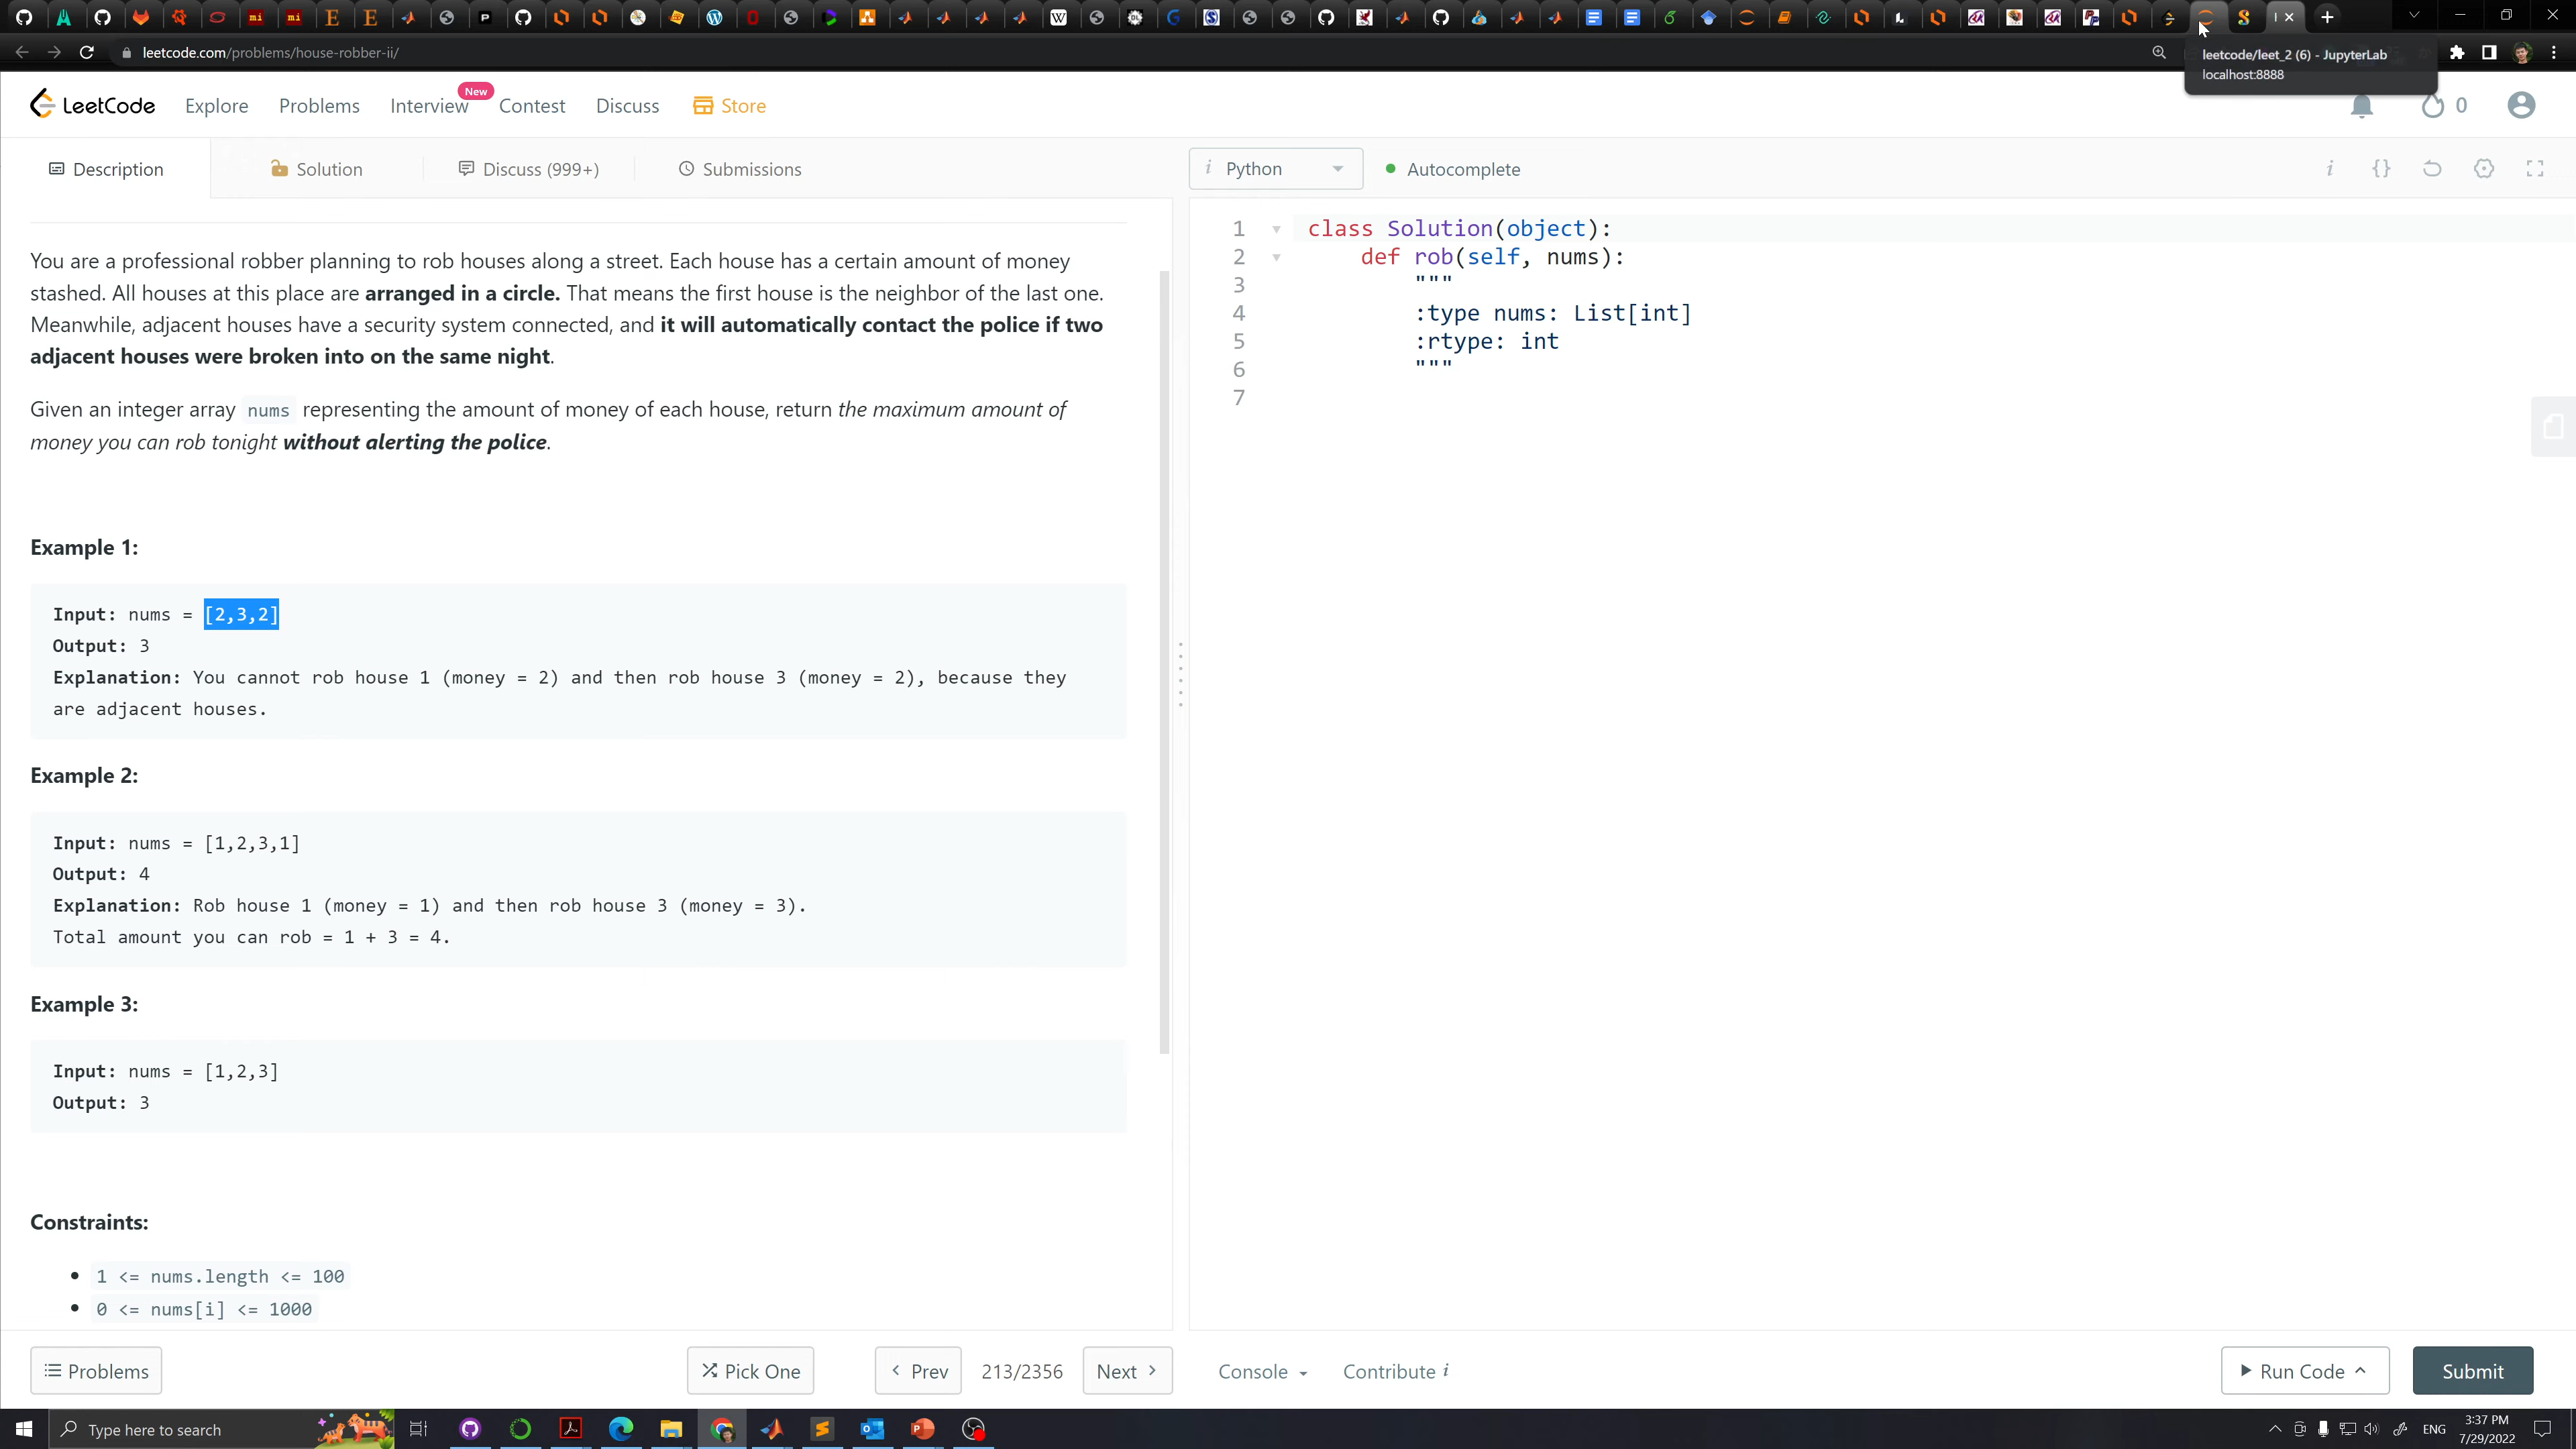 leetcode.com/problems/house-robber-ii/
leetcode/leet_2 (6) - JupyterLab
localhost:8888
LeetCode
Explore
Problems
Interview
New
Contest
Discuss
Store
0
Description
Solution
Discuss (999+)
Submissions
i Python
Autocomplete
You are a professional robber planning to rob houses along a street. Each house has a certain amount of money
stashed. All houses at this place are arranged in a circle. That means the first house is the neighbor of the last one.
Meanwhile, adjacent houses have a security system connected, and it will automatically contact the police if two
adjacent houses were broken into on the same night.
Given an integer array nums representing the amount of money of each house, return the maximum amount of
money you can rob tonight without alerting the police.
Example 1:
Input: nums = [2,3,2]
Output: 3
Explanation: You cannot rob house 1 (money = 2) and then rob house 3 (money = 2), because they
are adjacent houses.
Example 2:
Input: nums = [1,2,3,1]
Output: 4
Explanation: Rob house 1 (money = 1) and then rob house 3 (money = 3).
Total amount you can rob = 1 + 3 = 4.
Example 3:
Input: nums = [1,2,3]
Output: 3
Constraints:
1 <= nums.length <= 100
0 <= nums[i] <= 1000
1 class Solution(object):
2 def rob(self, nums):
3 """
4 :type nums: List[int]
5 :rtype: int
6 """
7
Problems
Pick One
Prev
213/2356
Next
Console
Contribute i
Run Code
Submit
Type here to search
ENG
3:37 PM
7/29/2022